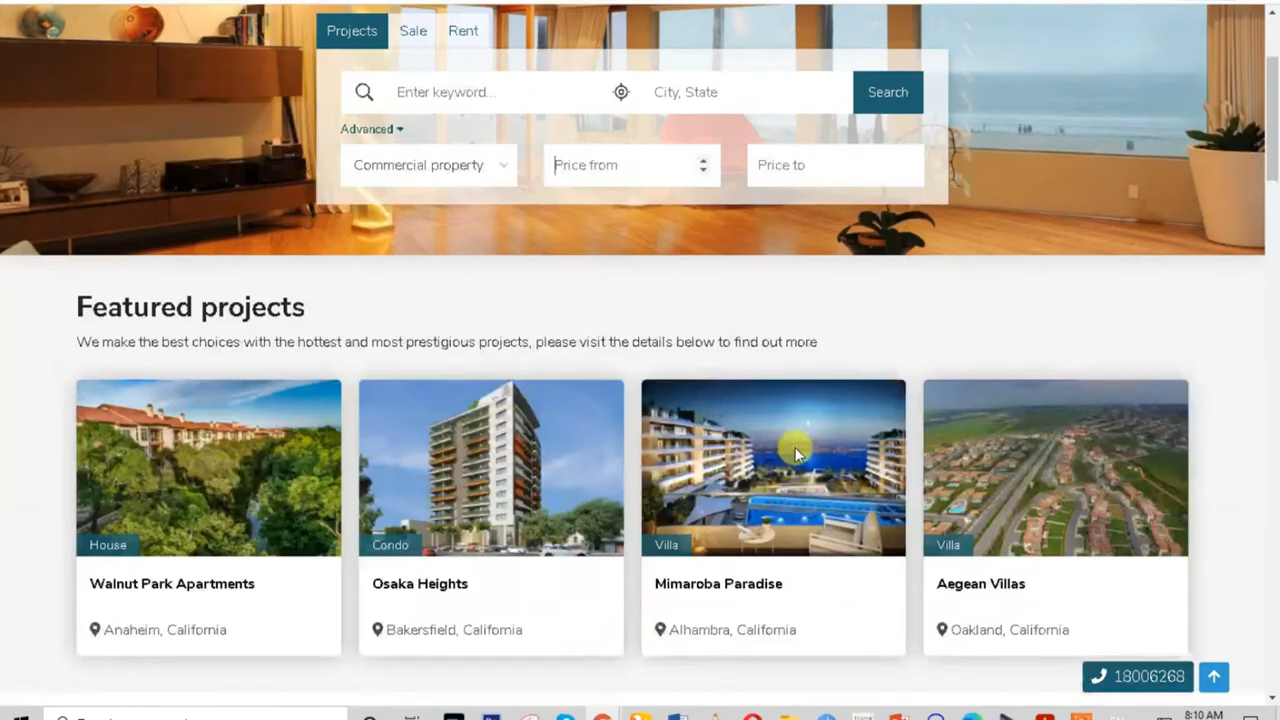 Projects Sale Rent
Enter keyword... City, State Search
Advanced
Commercial property Price from Price to
Featured projects
We make the best choices with the hottest and most prestigious projects, please visit the details below to find out more
House Condo Villa Villa
Walnut Park Apartments Osaka Heights Mimaroba Paradise Aegean Villas
Anaheim, California Bakersfield, California Alhambra, California Oakland, California
18006268
8:10 AM